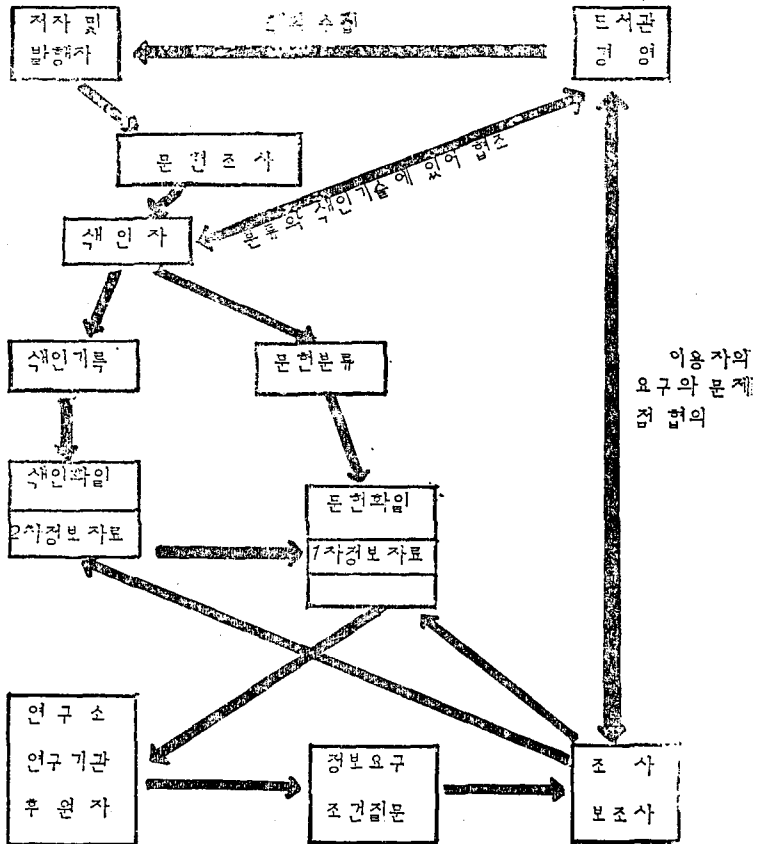 저자 및
발행자
수집
도서관
경영
문헌조사
분류와 색인기술에 있어 협조
색인자
색인기록
문헌분류
이용자의
요구와 문제
점 협의
색인화일
2차정보자료
문헌화일
1차정보자료
연구소
연구기관
후원자
정보요구
조건질문
조사
보조사